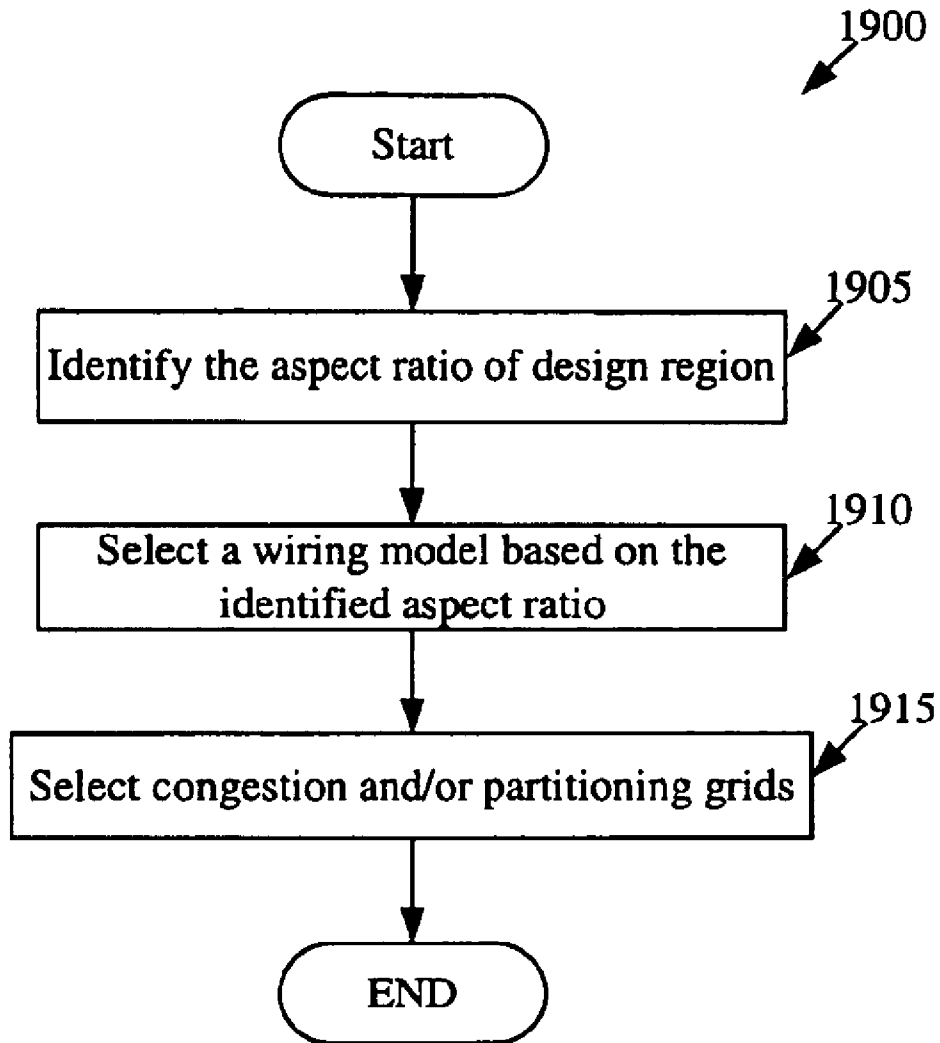 1900
Start
1905
Identify the aspect ratio of design region
1910
Select a wiring model based on the
identified aspect ratio
1915
Select congestion and/or partitioning grids
END